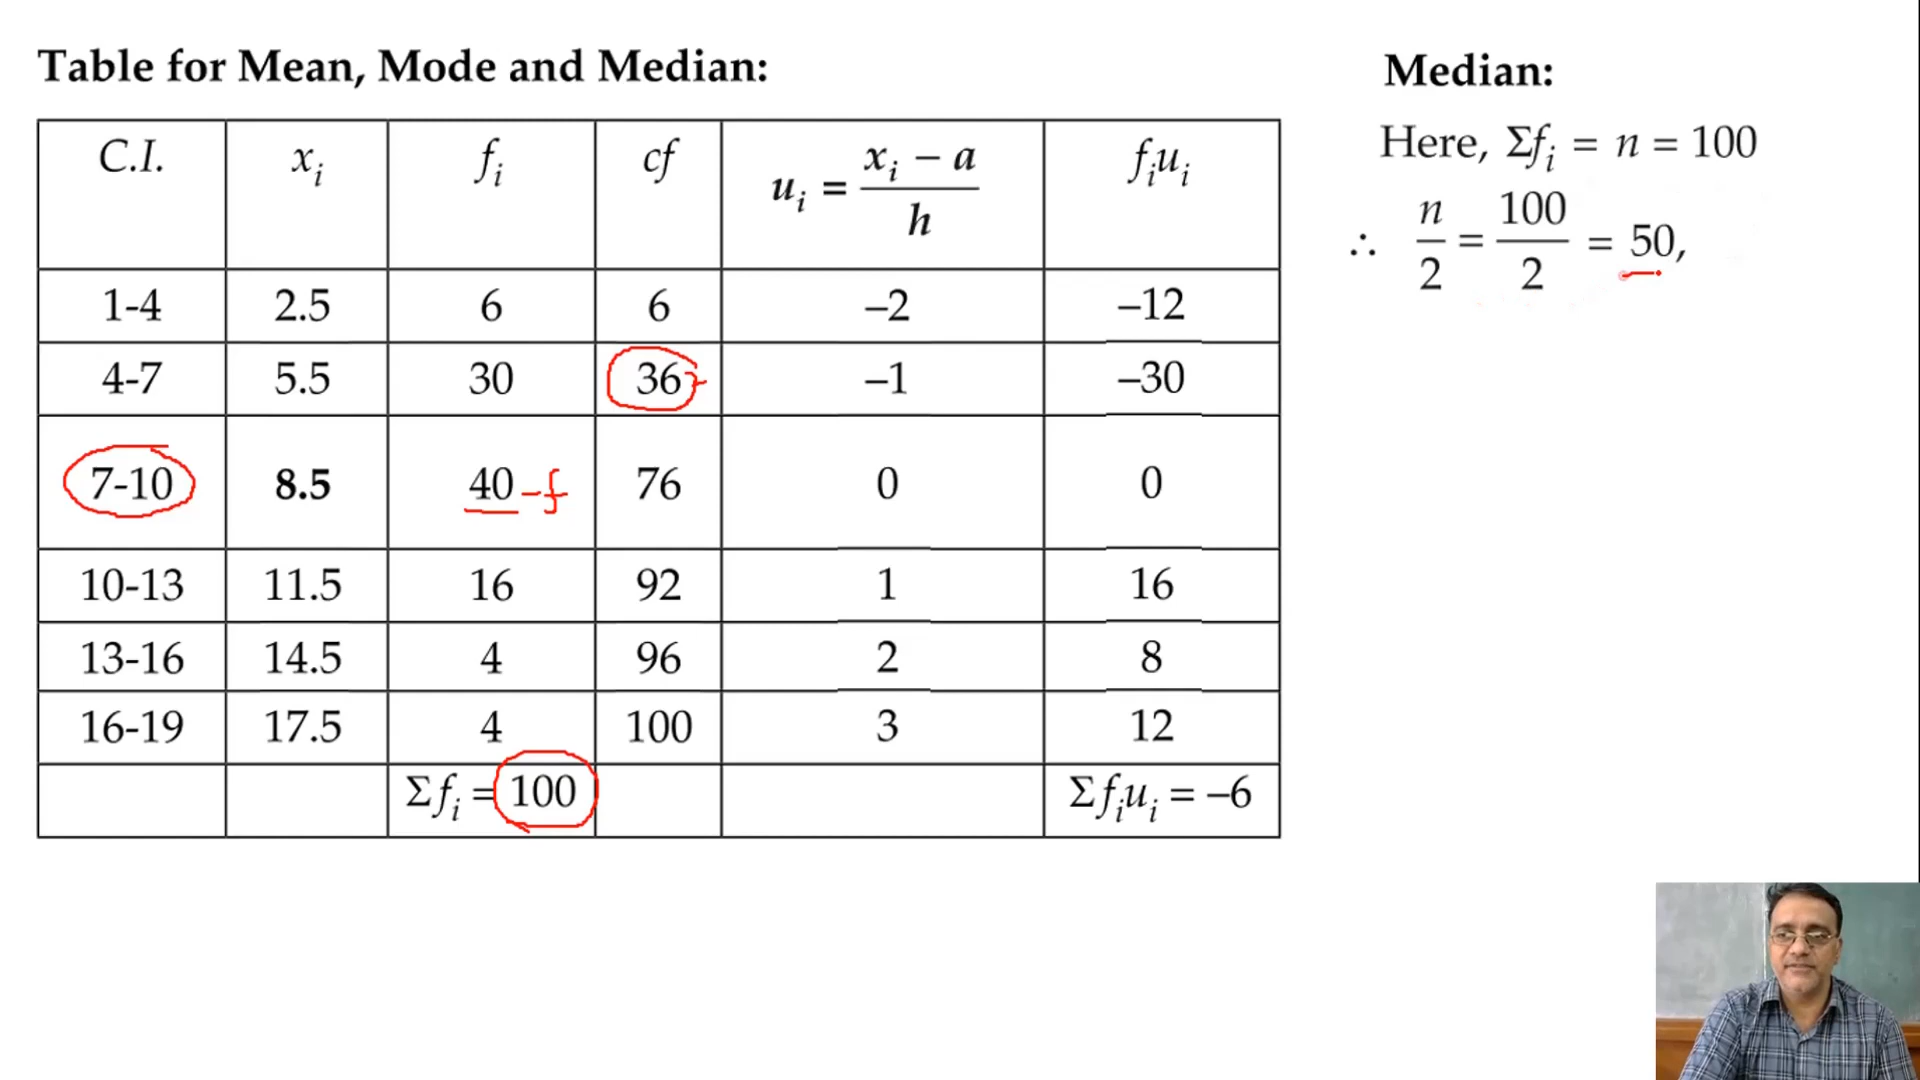 Table for Mean, Mode and Median:
C.I. xᵢ fᵢ cf uᵢ = (xᵢ – a)/h fᵢuᵢ
1-4 2.5 6 6 –2 –12
4-7 5.5 30 36 –1 –30
7-10 8.5 40 –f 76 0 0
10-13 11.5 16 92 1 16
13-16 14.5 4 96 2 8
16-19 17.5 4 100 3 12
Σfᵢ = 100 Σfᵢuᵢ = –6
Median:
Here, Σfᵢ = n = 100
∴ n/2 = 100/2 = 50,